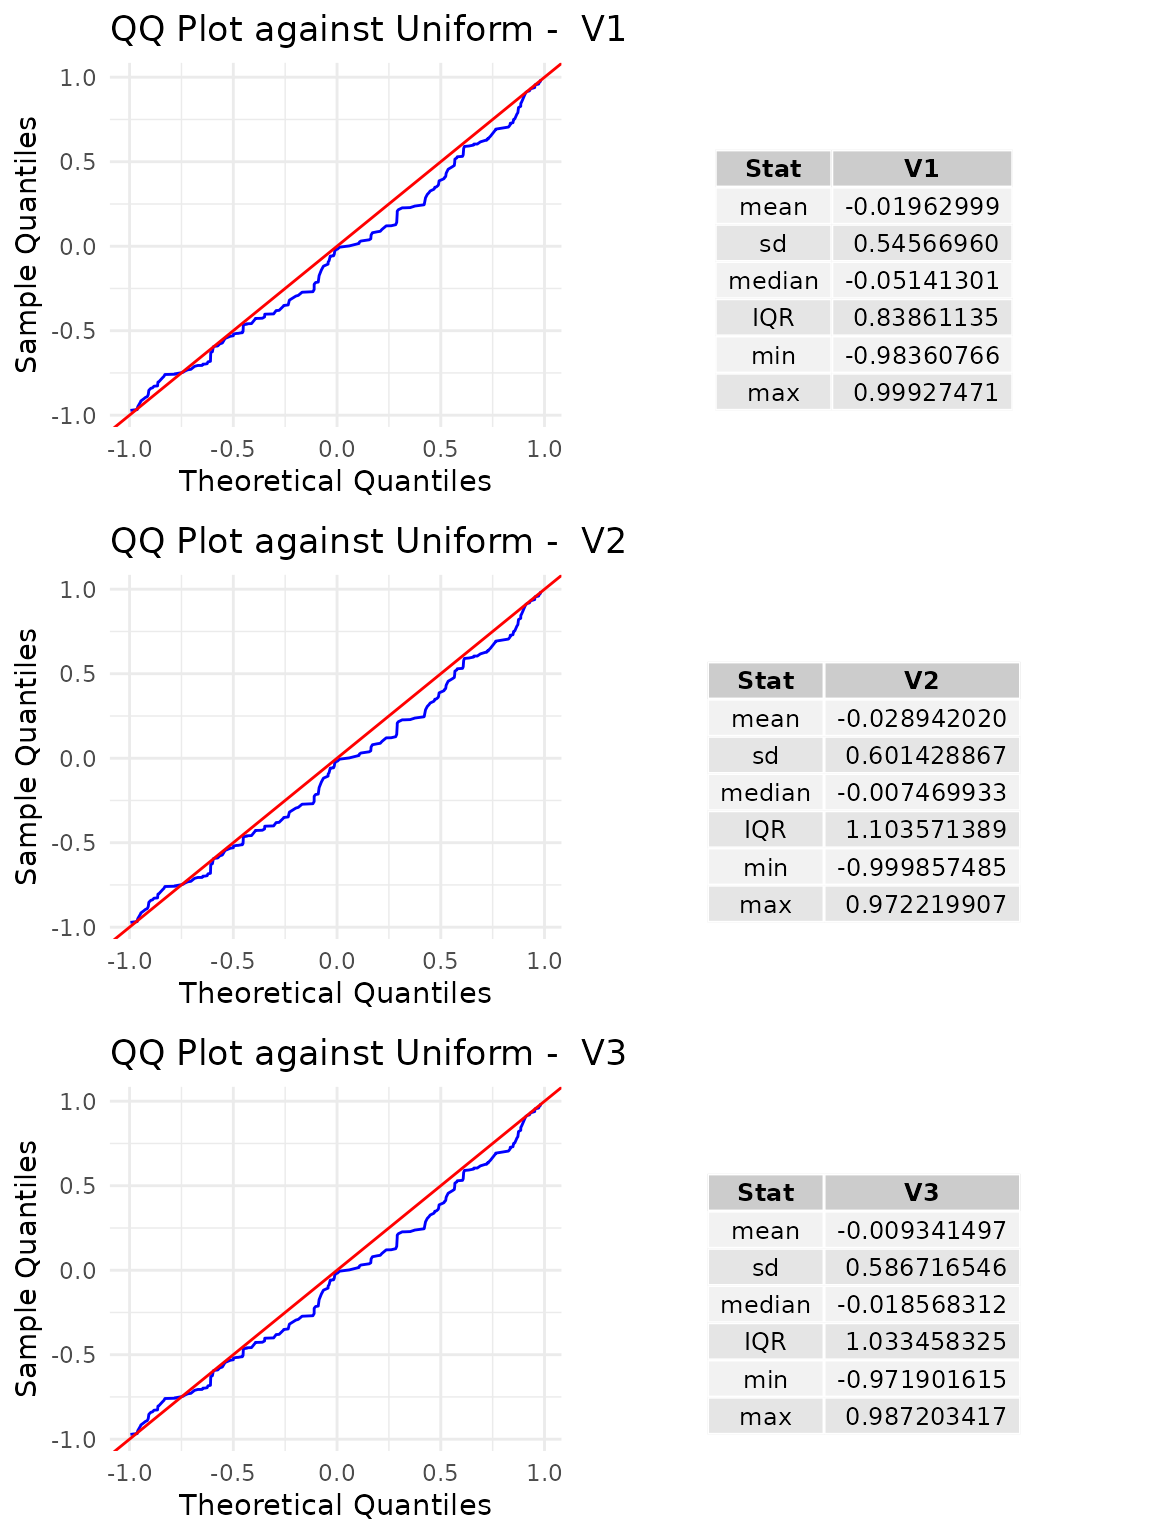 QQ Plot against Uniform -  V1
Sample Quantiles
1.0
0.5
0.0
-0.5
-1.0
-1.0 -0.5 0.0 0.5 1.0
Theoretical Quantiles
Stat V1
mean -0.01962999
sd 0.54566960
median -0.05141301
IQR 0.83861135
min -0.98360766
max 0.99927471
QQ Plot against Uniform -  V2
Sample Quantiles
1.0
0.5
0.0
-0.5
-1.0
-1.0 -0.5 0.0 0.5 1.0
Theoretical Quantiles
Stat V2
mean -0.028942020
sd 0.601428867
median -0.007469933
IQR 1.103571389
min -0.999857485
max 0.972219907
QQ Plot against Uniform -  V3
Sample Quantiles
1.0
0.5
0.0
-0.5
-1.0
-1.0 -0.5 0.0 0.5 1.0
Theoretical Quantiles
Stat V3
mean -0.009341497
sd 0.586716546
median -0.018568312
IQR 1.033458325
min -0.971901615
max 0.987203417